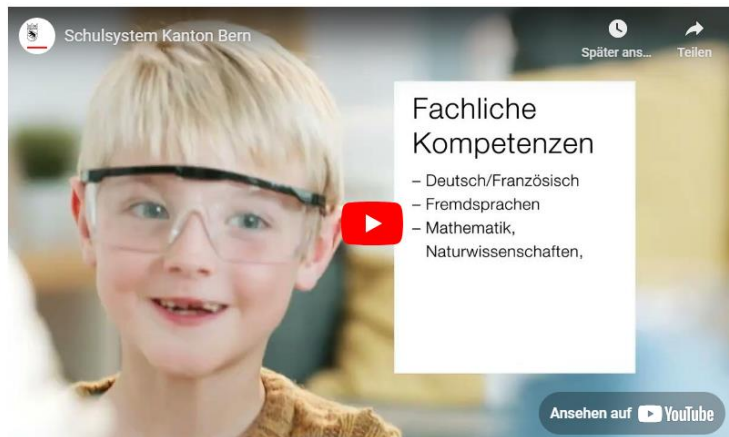 Schulsystem Kanton Bern
Später ans...
Teilen
Fachliche
Kompetenzen
– Deutsch/Französisch
– Fremdsprachen
– Mathematik,
Naturwissenschaften,
Ansehen auf YouTube